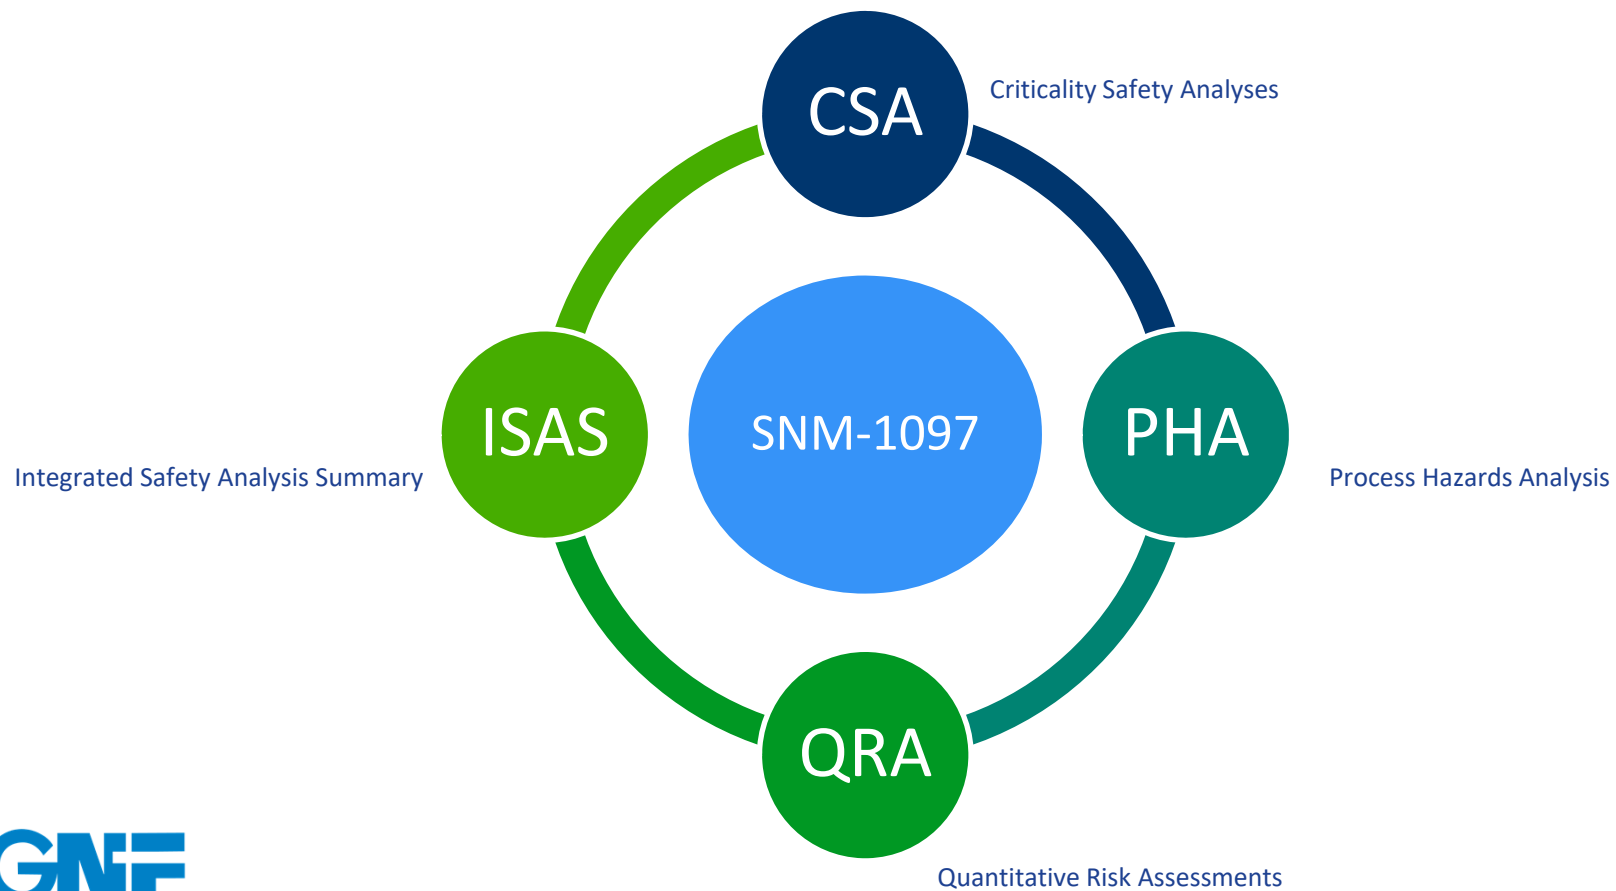 CSA
Criticality Safety Analyses
ISAS
SNM-1097
PHA
Integrated Safety Analysis Summary
Process Hazards Analysis
QRA
GNF
Quantitative Risk Assessments